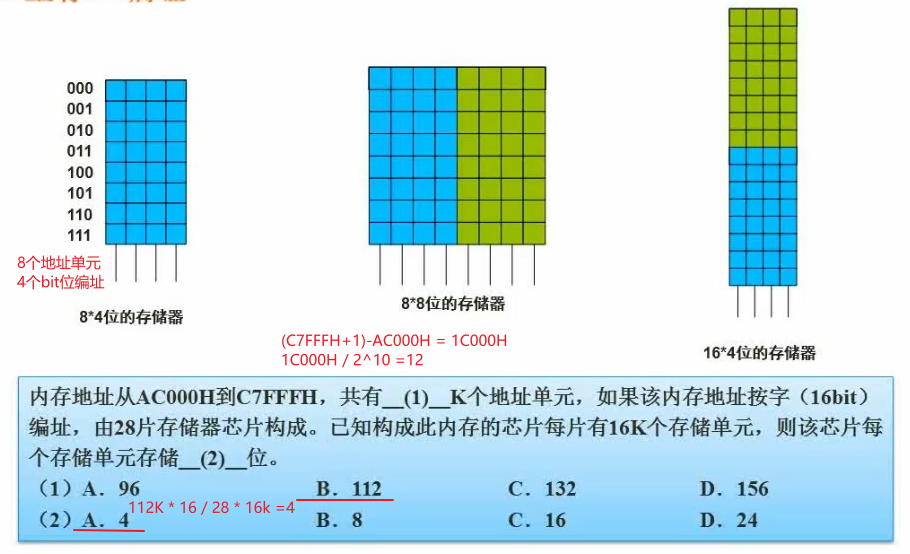 000
001
010
011
100
101
110
111
8个地址单元
4个bit位编址
8*4位的存储器
8*8位的存储器
16*4位的存储器
(C7FFFH+1)-AC000H = 1C000H
1C000H / 2^10 =12
内存地址从AC000H到C7FFFH，共有__(1)__K个地址单元，如果该内存地址按字（16bit）
编址，由28片存储器芯片构成。已知构成此内存的芯片每片有16K个存储单元，则该芯片每
个存储单元存储__(2)__位。
（1）A．96 B．112 C．132 D．156
112K * 16 / 28 * 16k =4
（2）A．4 B．8 C．16 D．24